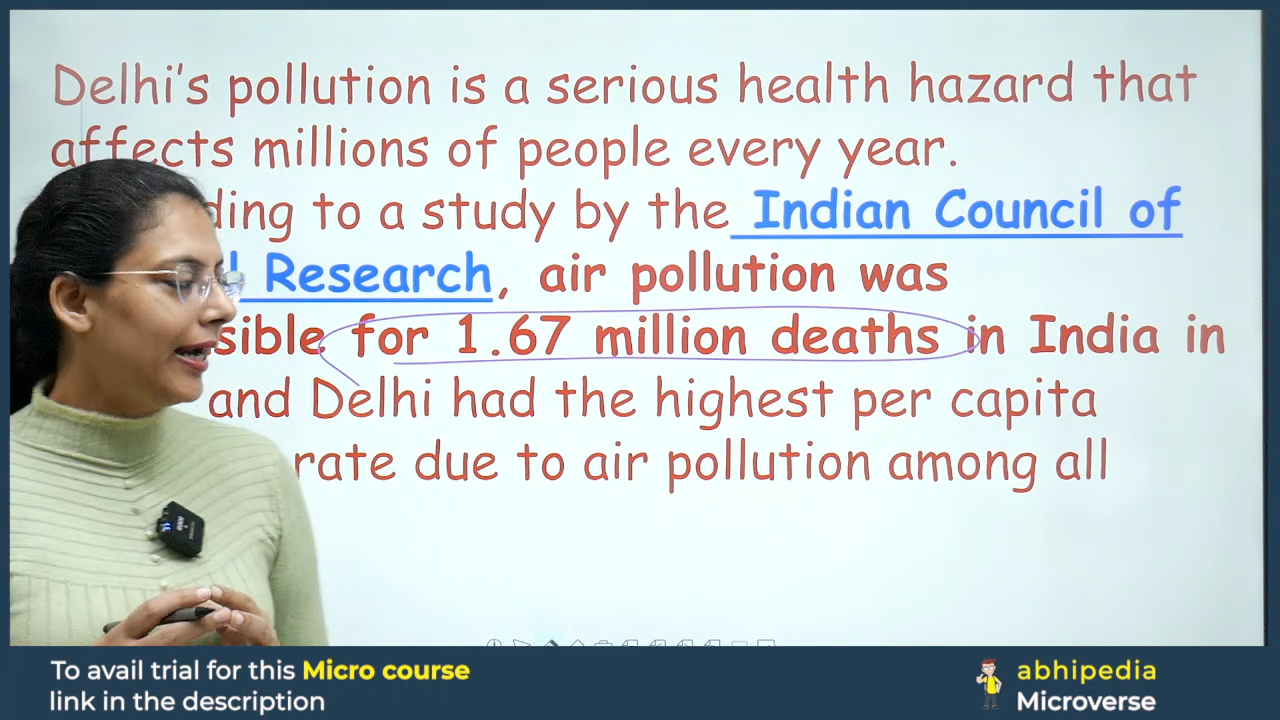 Delhi's pollution is a serious health hazard that
affects millions of people every year.
ding to a study by the Indian Council of
l Research, air pollution was
sible for 1.67 million deaths in India in
and Delhi had the highest per capita
rate due to air pollution among all
To avail trial for this Micro course
link in the description
abhipedia
Microverse